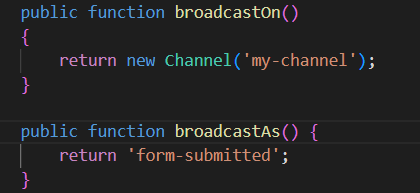 public function broadcastOn()
{
    return new Channel('my-channel');
}

public function broadcastAs() {
    return 'form-submitted';
}